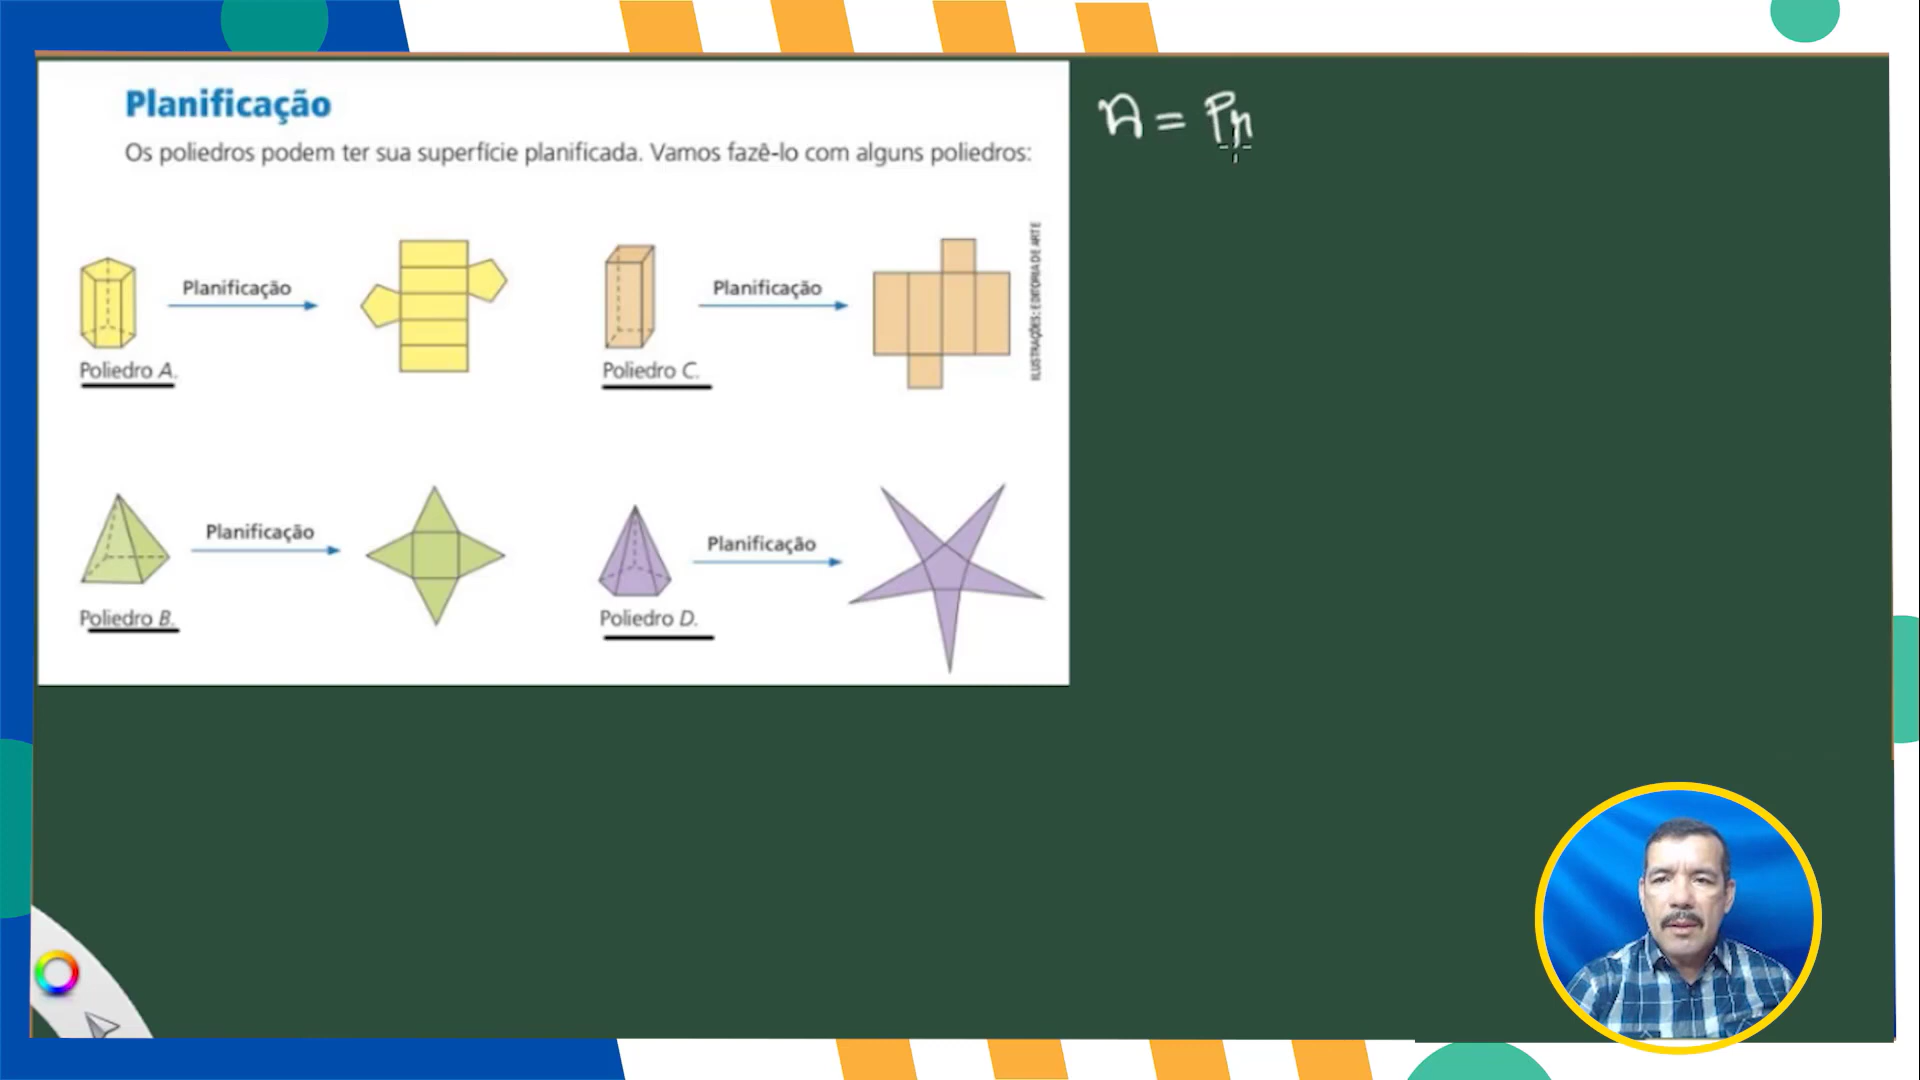 Planificação
Os poliedros podem ter sua superfície planificada. Vamos fazê-lo com alguns poliedros:
Planificação
Poliedro A.
Planificação
Poliedro C.
ILUSTRAÇÕES: EDITORIA DE ARTE
Planificação
Poliedro B.
Planificação
Poliedro D.
A = Pr